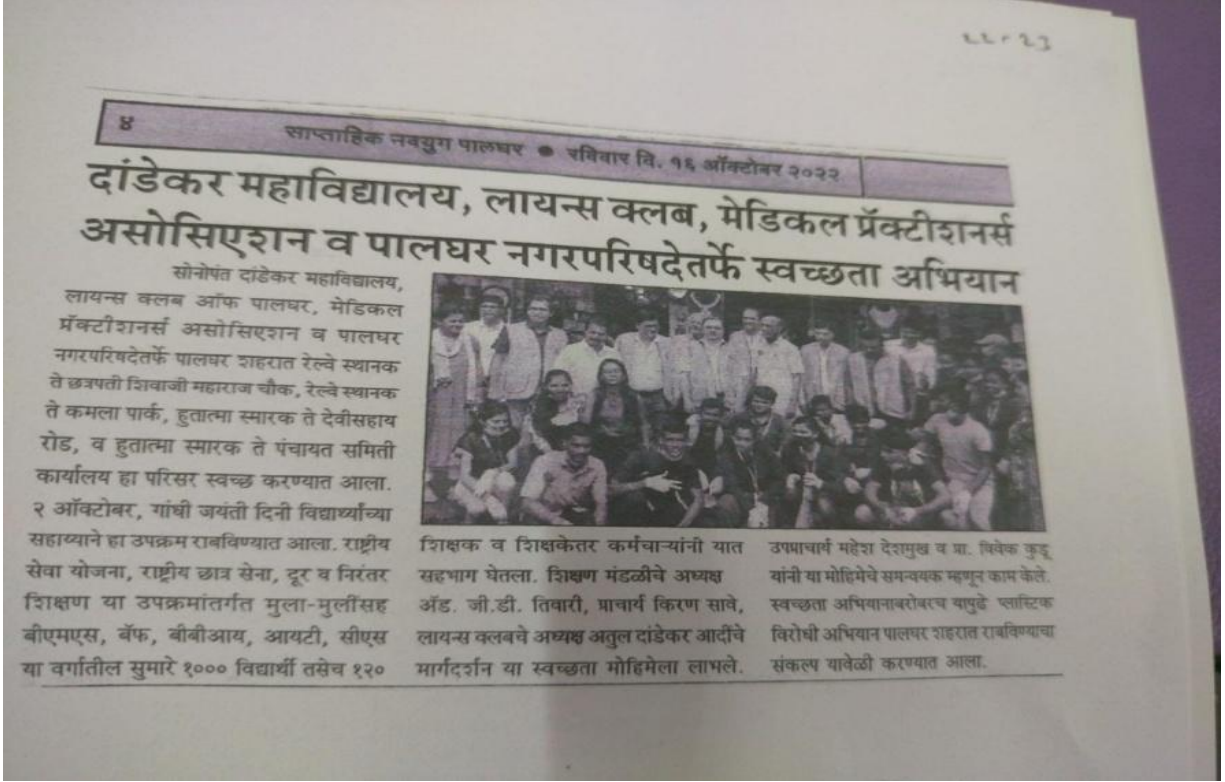 २२-२३
४ साप्ताहिक नवयुग पालघर ● रविवार दि. १६ ऑक्टोबर २०२२
दांडेकर महाविद्यालय, लायन्स क्लब, मेडिकल प्रॅक्टीशनर्स
असोसिएशन व पालघर नगरपरिषदेतर्फे स्वच्छता अभियान
सोनोपंत दांडेकर महाविद्यालय,
लायन्स क्लब ऑफ पालघर, मेडिकल
प्रॅक्टीशनर्स असोसिएशन व पालघर
नगरपरिषदेतर्फे पालघर शहरात रेल्वे स्थानक
ते छत्रपती शिवाजी महाराज चौक, रेल्वे स्थानक
ते कमला पार्क, हुतात्मा स्मारक ते देवीसहाय
रोड, व हुतात्मा स्मारक ते पंचायत समिती
कार्यालय हा परिसर स्वच्छ करण्यात आला.
२ ऑक्टोबर, गांधी जयंती दिनी विद्यार्थ्यांच्या
सहाय्याने हा उपक्रम राबविण्यात आला. राष्ट्रीय
सेवा योजना, राष्ट्रीय छात्र सेना, दूर व निरंतर
शिक्षण या उपक्रमांतर्गत मुला-मुलींसह
बीएमएस, बॅफ, बीबीआय, आयटी, सीएस
या वर्गातील सुमारे १००० विद्यार्थी तसेच १२०
शिक्षक व शिक्षकेतर कर्मचाऱ्यांनी यात
सहभाग घेतला. शिक्षण मंडळीचे अध्यक्ष
ॲड. जी.डी. तिवारी, प्राचार्य किरण सावे,
लायन्स क्लबचे अध्यक्ष अतुल दांडेकर आदींचे
मार्गदर्शन या स्वच्छता मोहिमेला लाभले.
उपप्राचार्य महेश देशमुख व प्रा. विवेक कुडू
यांनी या मोहिमेचे समन्वयक म्हणून काम केले.
स्वच्छता अभियानाबरोबरच यापुढे प्लास्टिक
विरोधी अभियान पालघर शहरात राबविण्याचा
संकल्प यावेळी करण्यात आला.